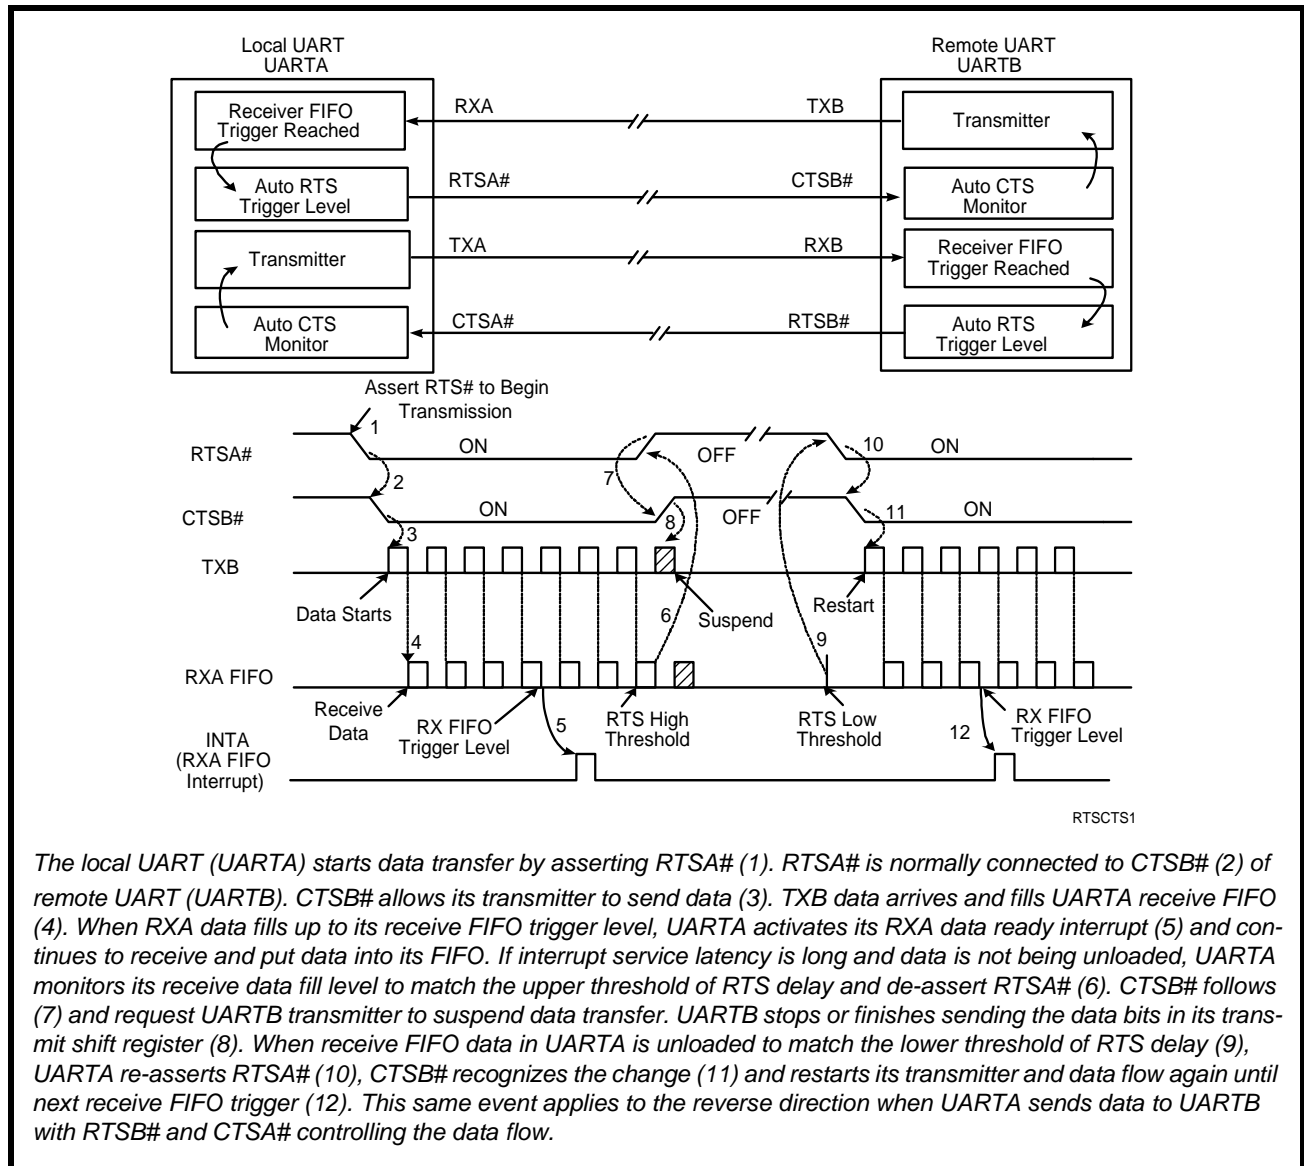 Local UART
UARTA
Remote UART
UARTB
Receiver FIFO
Trigger Reached
RXA
TXB
Transmitter
Auto RTS
Trigger Level
RTSA#
CTSB#
Auto CTS
Monitor
Transmitter
TXA
RXB
Receiver FIFO
Trigger Reached
Auto CTS
Monitor
CTSA#
RTSB#
Auto RTS
Trigger Level
Assert RTS# to Begin
Transmission
1
RTSA#
ON
OFF
10
ON
2
7
CTSB#
ON
8
OFF
11
ON
3
TXB
Data Starts
6
Suspend
Restart
4
9
RXA FIFO
Receive
Data
RX FIFO
Trigger Level
5
RTS High
Threshold
RTS Low
Threshold
12
RX FIFO
Trigger Level
INTA
(RXA FIFO
Interrupt)
RTSCTS1
The local UART (UARTA) starts data transfer by asserting RTSA# (1). RTSA# is normally connected to CTSB# (2) of
remote UART (UARTB). CTSB# allows its transmitter to send data (3). TXB data arrives and fills UARTA receive FIFO
(4). When RXA data fills up to its receive FIFO trigger level, UARTA activates its RXA data ready interrupt (5) and con-
tinues to receive and put data into its FIFO. If interrupt service latency is long and data is not being unloaded, UARTA
monitors its receive data fill level to match the upper threshold of RTS delay and de-assert RTSA# (6). CTSB# follows
(7) and request UARTB transmitter to suspend data transfer. UARTB stops or finishes sending the data bits in its trans-
mit shift register (8). When receive FIFO data in UARTA is unloaded to match the lower threshold of RTS delay (9),
UARTA re-asserts RTSA# (10), CTSB# recognizes the change (11) and restarts its transmitter and data flow again until
next receive FIFO trigger (12). This same event applies to the reverse direction when UARTA sends data to UARTB
with RTSB# and CTSA# controlling the data flow.